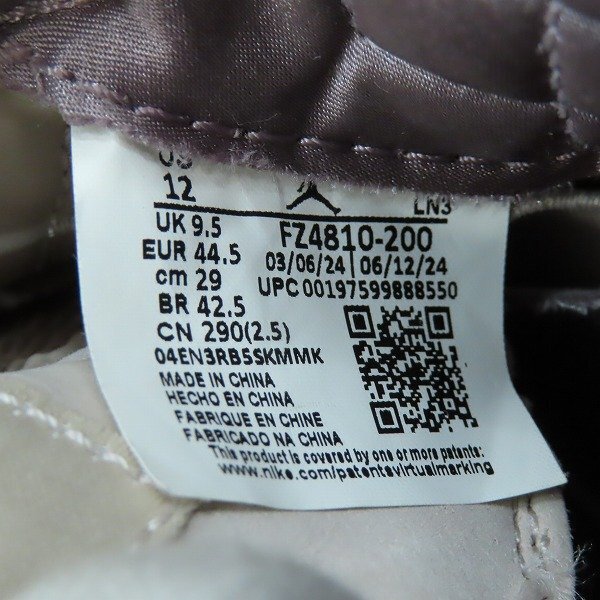 US
12
LN3
UK 9.5
EUR 44.5
cm 29
BR 42.5
CN 290(2.5)
04EN3RB5SKMMK
FZ4810-200
03/06/24 | 06/12/24
UPC 00197599888550
MADE IN CHINA
HECHO EN CHINA
FABRIQUE EN CHINE
FABRICADO NA CHINA
This product is covered by one or more patents:
www.nike.com/patentsvirtualmarking